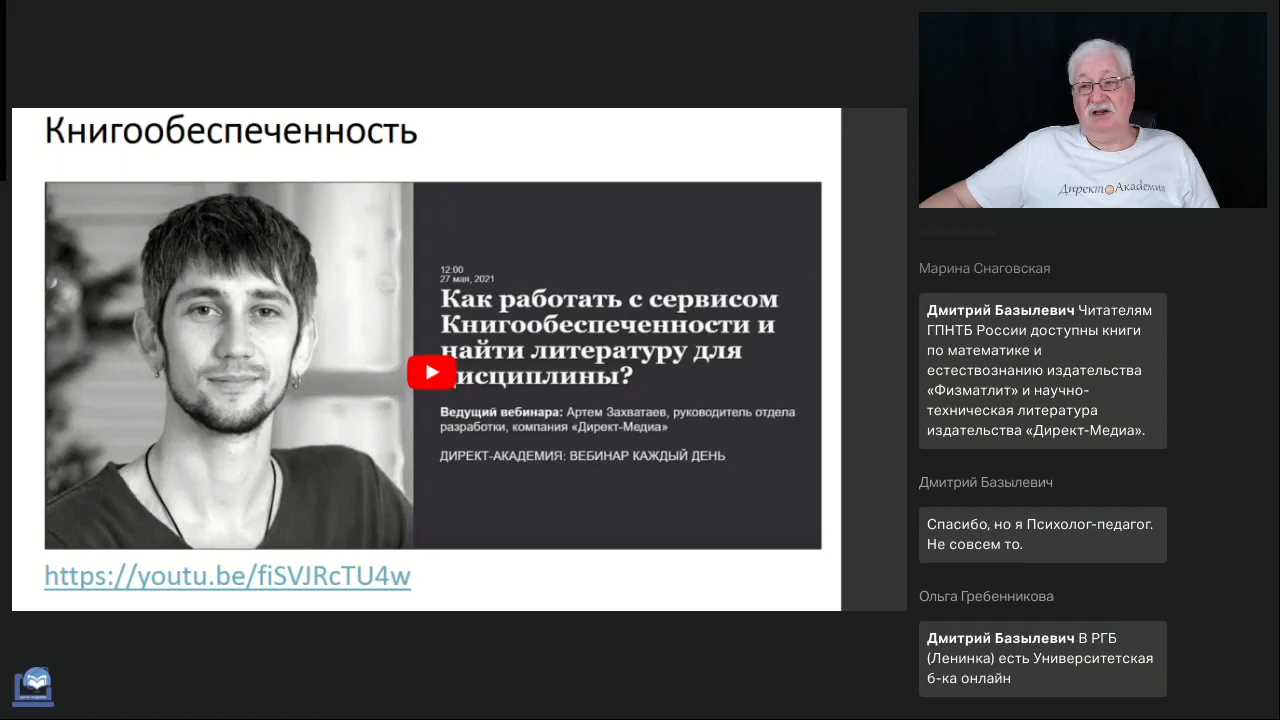 Книгообеспеченность
12:00
27 мая, 2021
Как работать с сервисом
Книгообеспеченности и
найти литературу для
дисциплины?
Ведущий вебинара: Артем Захватаев, руководитель отдела
разработки, компания «Директ-Медиа»
ДИРЕКТ-АКАДЕМИЯ: ВЕБИНАР КАЖДЫЙ ДЕНЬ
https://youtu.be/fiSVJRcTU4w
Директ Академия
Марина Снаговская
Дмитрий Базылевич Читателям
ГПНТБ России доступны книги
по математике и
естествознанию издательства
«Физматлит» и научно-
техническая литература
издательства «Директ-Медиа».
Дмитрий Базылевич
Спасибо, но я Психолог-педагог.
Не совсем то.
Ольга Гребенникова
Дмитрий Базылевич В РГБ
(Ленинка) есть Университетская
б-ка онлайн